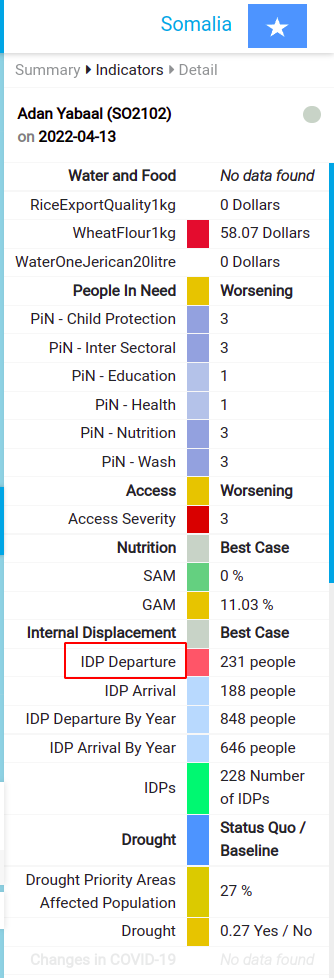 Somalia
Summary Indicators Detail
Adan Yabaal (SO2102)
on 2022-04-13
Water and Food No data found
RiceExportQuality1kg 0 Dollars
WheatFlour1kg 58.07 Dollars
WaterOneJerican20litre 0 Dollars
People In Need Worsening
PiN - Child Protection 3
PiN - Inter Sectoral 3
PiN - Education 1
PiN - Health 1
PiN - Nutrition 3
PiN - Wash 3
Access Worsening
Access Severity 3
Nutrition Best Case
SAM 0 %
GAM 11.03 %
Internal Displacement Best Case
IDP Departure 231 people
IDP Arrival 188 people
IDP Departure By Year 848 people
IDP Arrival By Year 646 people
IDPs 228 Number
of IDPs
Drought Status Quo /
Baseline
Drought Priority Areas
Affected Population 27 %
Drought 0.27 Yes / No
Changes in COVID-19 No data found